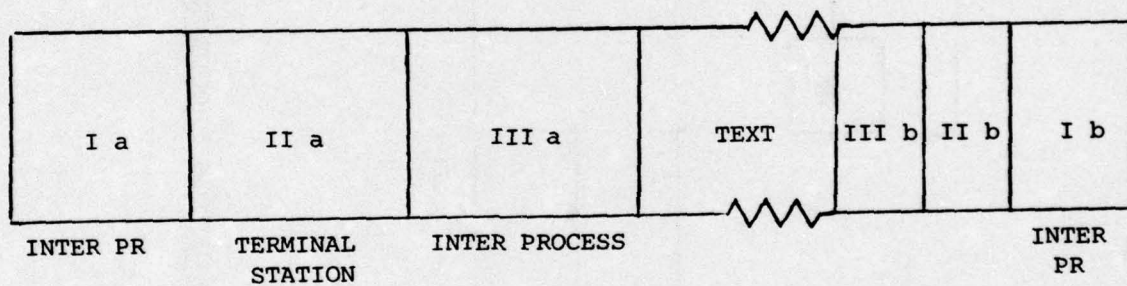 I a II a III a TEXT III b II b I b
INTER PR TERMINAL STATION INTER PROCESS INTER PR